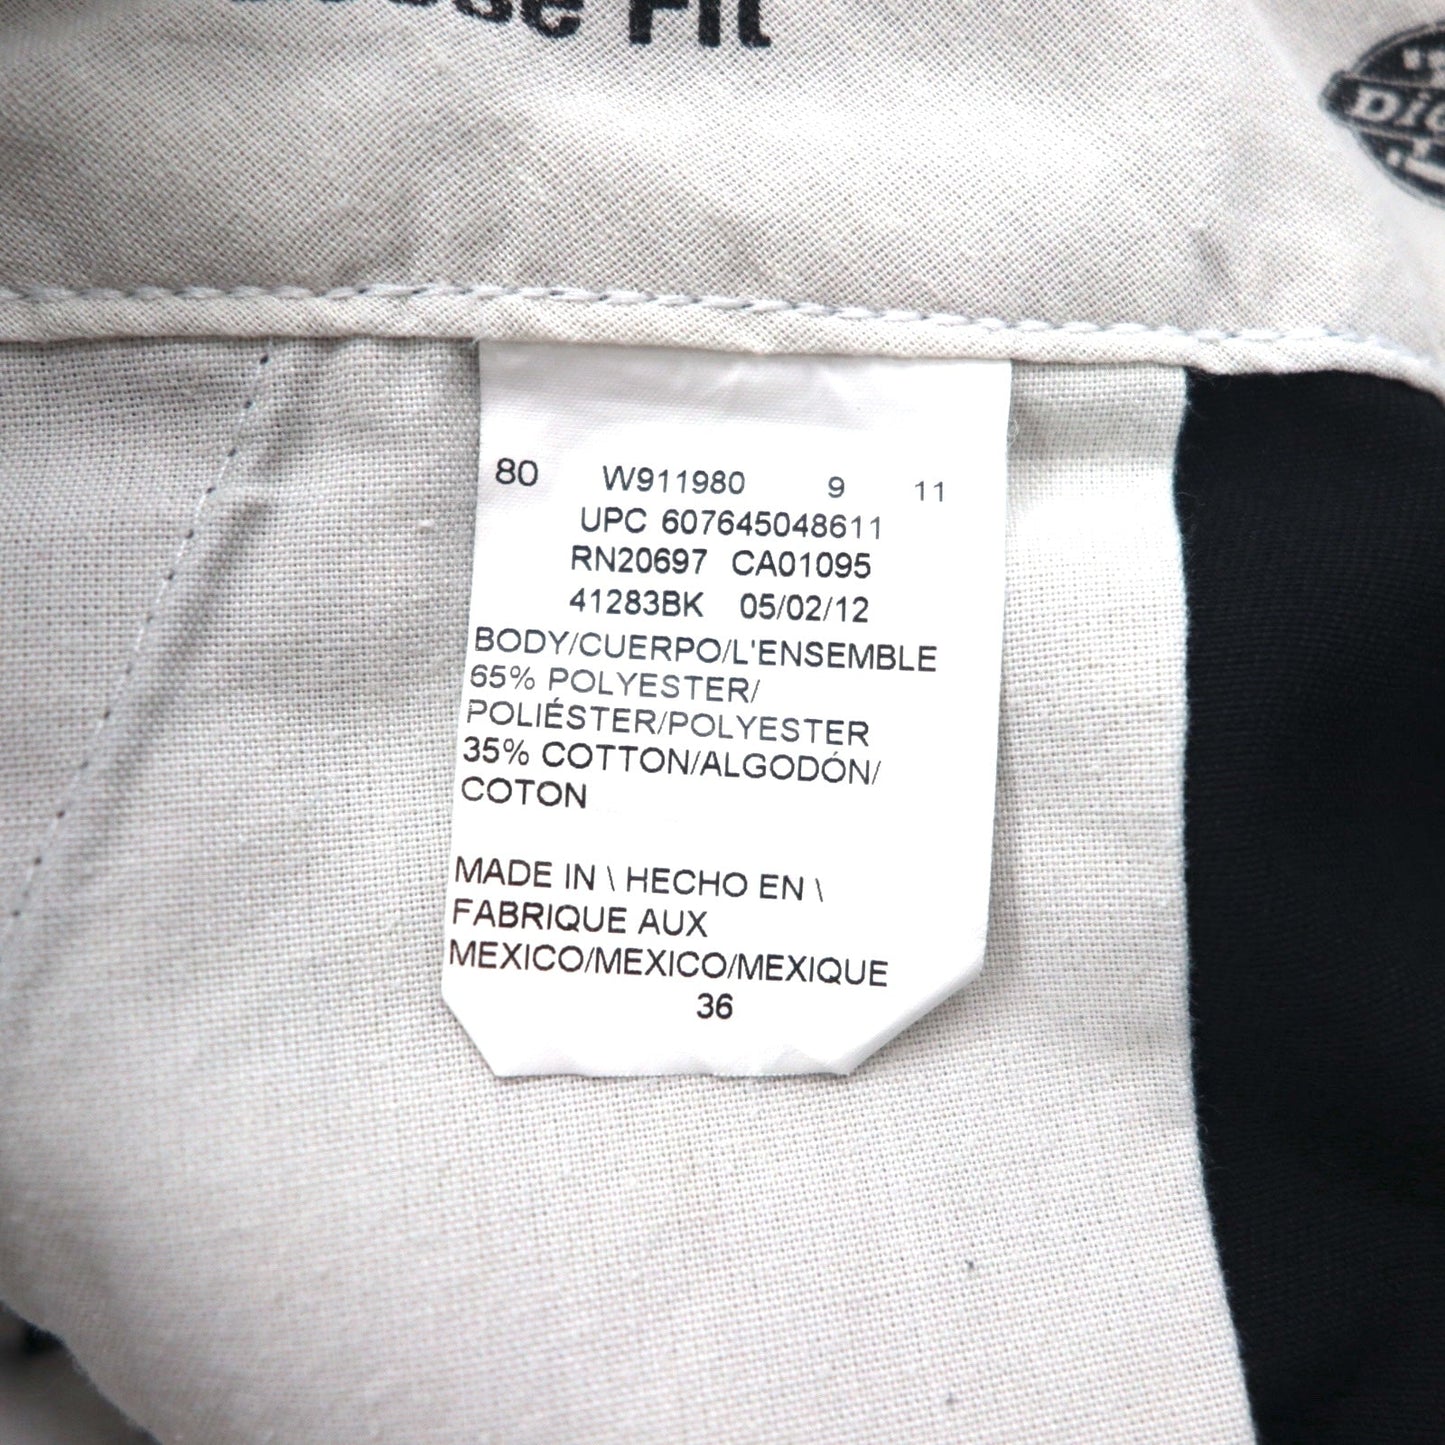 Fit
80 W911980 9 11
UPC 607645048611
RN20697 CA01095
41283BK 05/02/12
BODY/CUERPO/L'ENSEMBLE
65% POLYESTER/
POLIÉSTER/POLYESTER
35% COTTON/ALGODÓN/
COTON
MADE IN \ HECHO EN \
FABRIQUE AUX
MEXICO/MEXICO/MEXIQUE
36